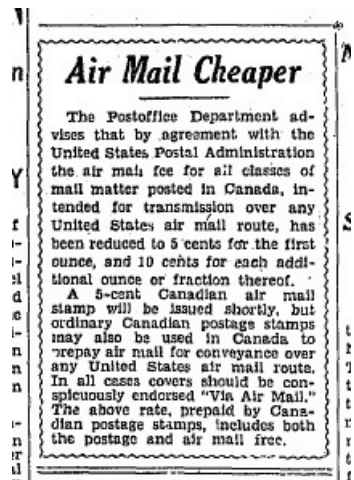 Air Mail Cheaper
The Postoffice Department ad-
vises that by agreement with the
United States Postal Administration
the air mail fee for all classes of
mail matter posted in Canada, in-
tended for transmission over any
United States air mail route, has
been reduced to 5 cents for the first
ounce, and 10 cents for each addi-
tional ounce or fraction thereof.
A 5-cent Canadian air mail
stamp will be issued shortly, but
ordinary Canadian postage stamps
may also be used in Canada to
prepay air mail for conveyance over
any United States air mail route.
In all cases covers should be con-
spicuously endorsed "Via Air Mail."
The above rate, prepaid by Cana-
dian postage stamps, includes both
the postage and air mail free.